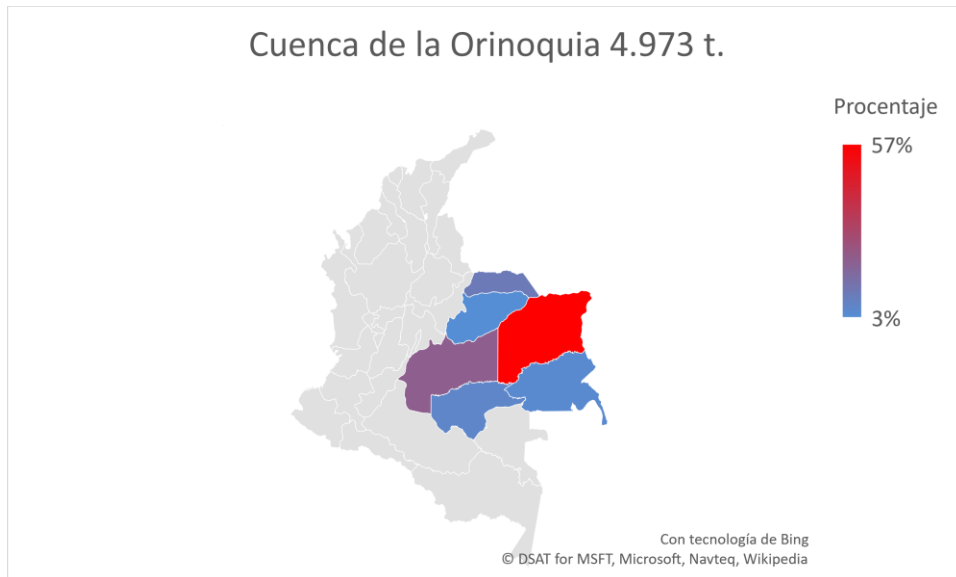 Cuenca de la Orinoquia 4.973 t.
Procentaje
57%
3%
Con tecnología de Bing
© DSAT for MSFT, Microsoft, Navteq, Wikipedia